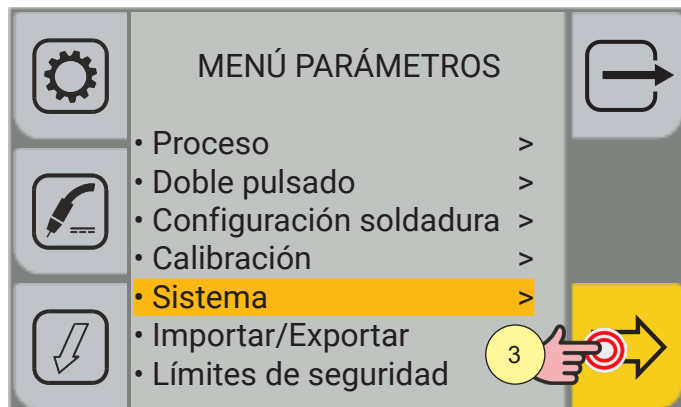 MENÚ PARÁMETROS
• Proceso >
• Doble pulsado >
• Configuración soldadura >
• Calibración >
• Sistema >
• Importar/Exportar
• Límites de seguridad
3